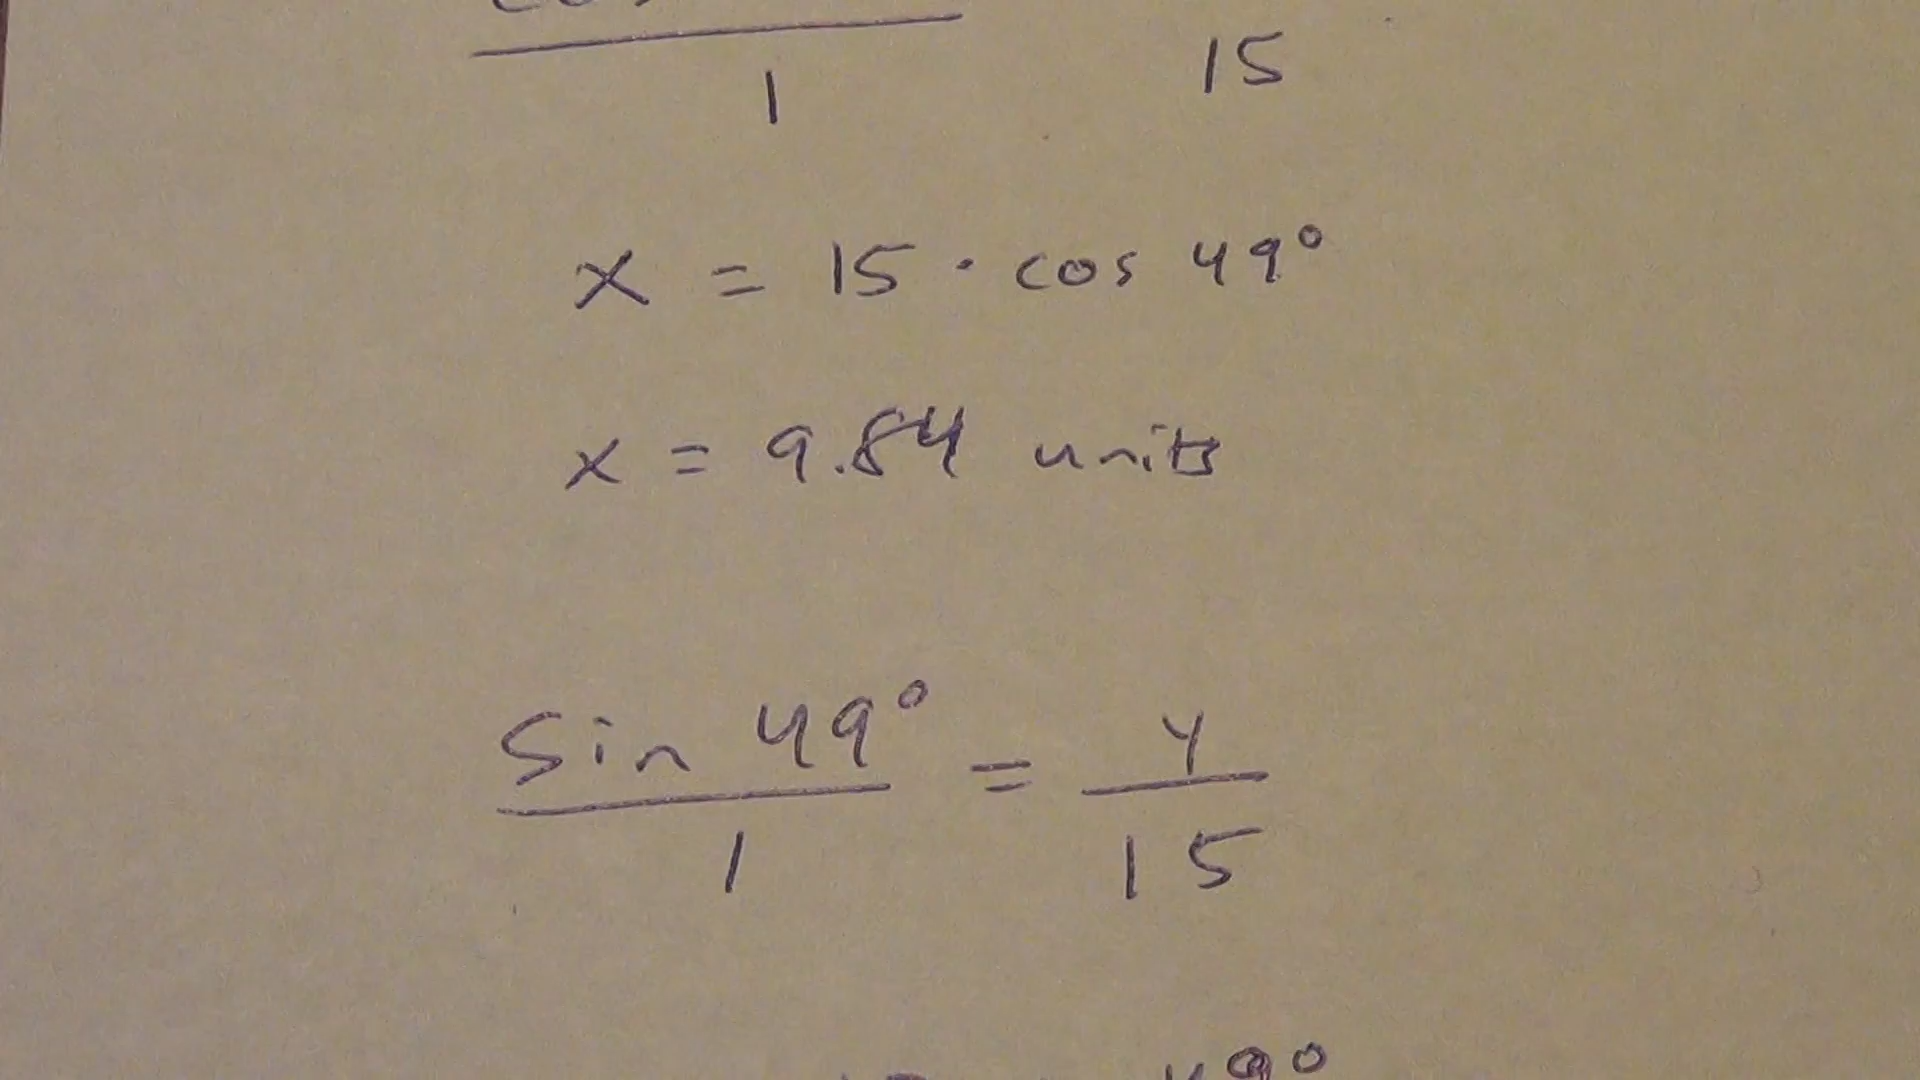 1 15
x = 15 · cos 49°
x = 9.84 units
sin 49° = y
1 15